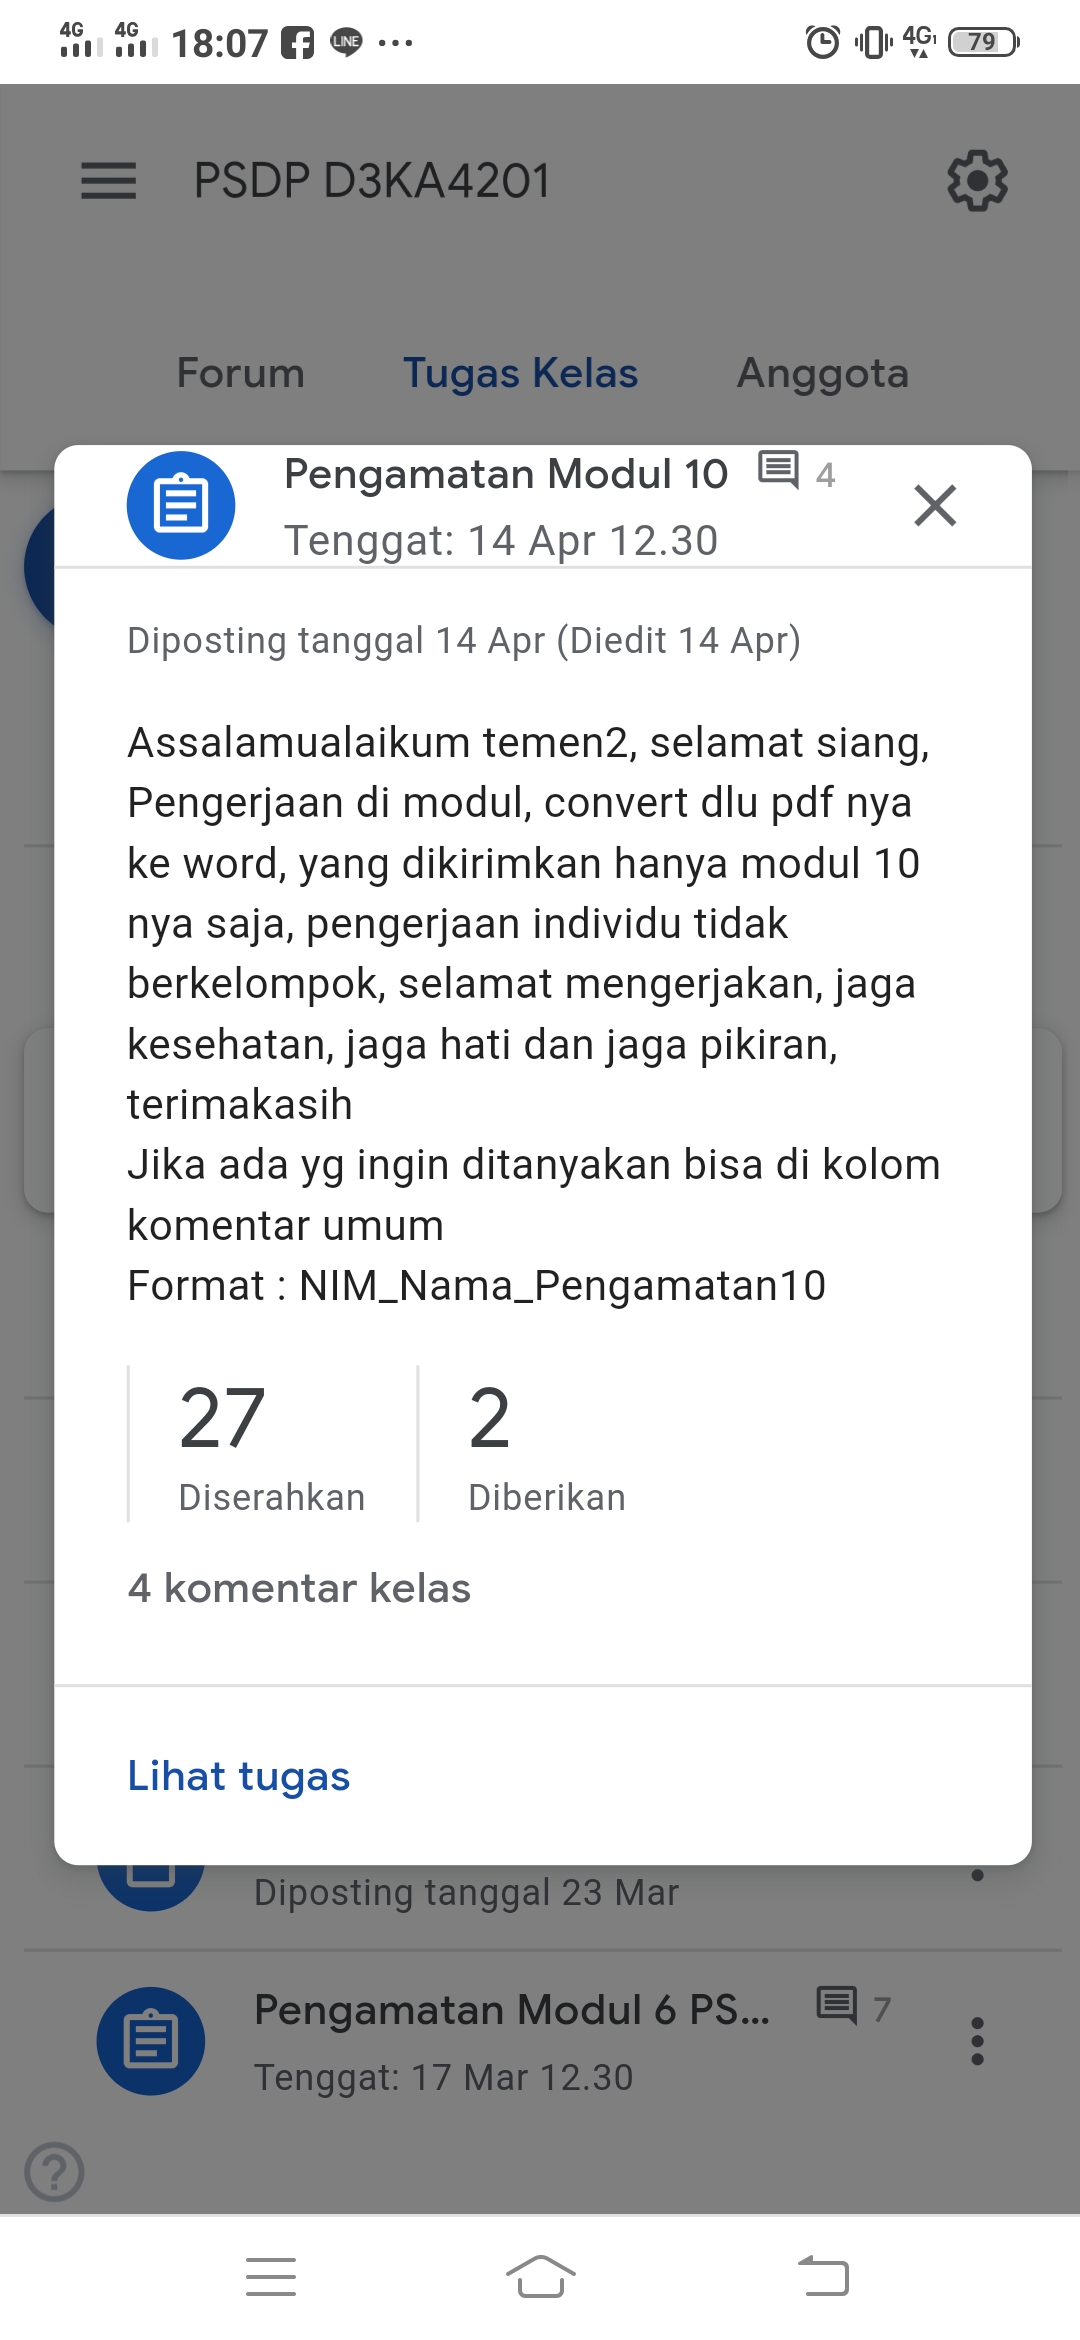 4G 4G 18:07 LINE ... 4G 79
PSDP D3KA4201
Forum Tugas Kelas Anggota
Pengamatan Modul 10 4
Tenggat: 14 Apr 12.30
Diposting tanggal 14 Apr (Diedit 14 Apr)
Assalamualaikum temen2, selamat siang,
Pengerjaan di modul, convert dlu pdf nya
ke word, yang dikirimkan hanya modul 10
nya saja, pengerjaan individu tidak
berkelompok, selamat mengerjakan, jaga
kesehatan, jaga hati dan jaga pikiran,
terimakasih
Jika ada yg ingin ditanyakan bisa di kolom
komentar umum
Format : NIM_Nama_Pengamatan10
27 2
Diserahkan Diberikan
4 komentar kelas
Lihat tugas
Diposting tanggal 23 Mar
Pengamatan Modul 6 PS... 7
Tenggat: 17 Mar 12.30